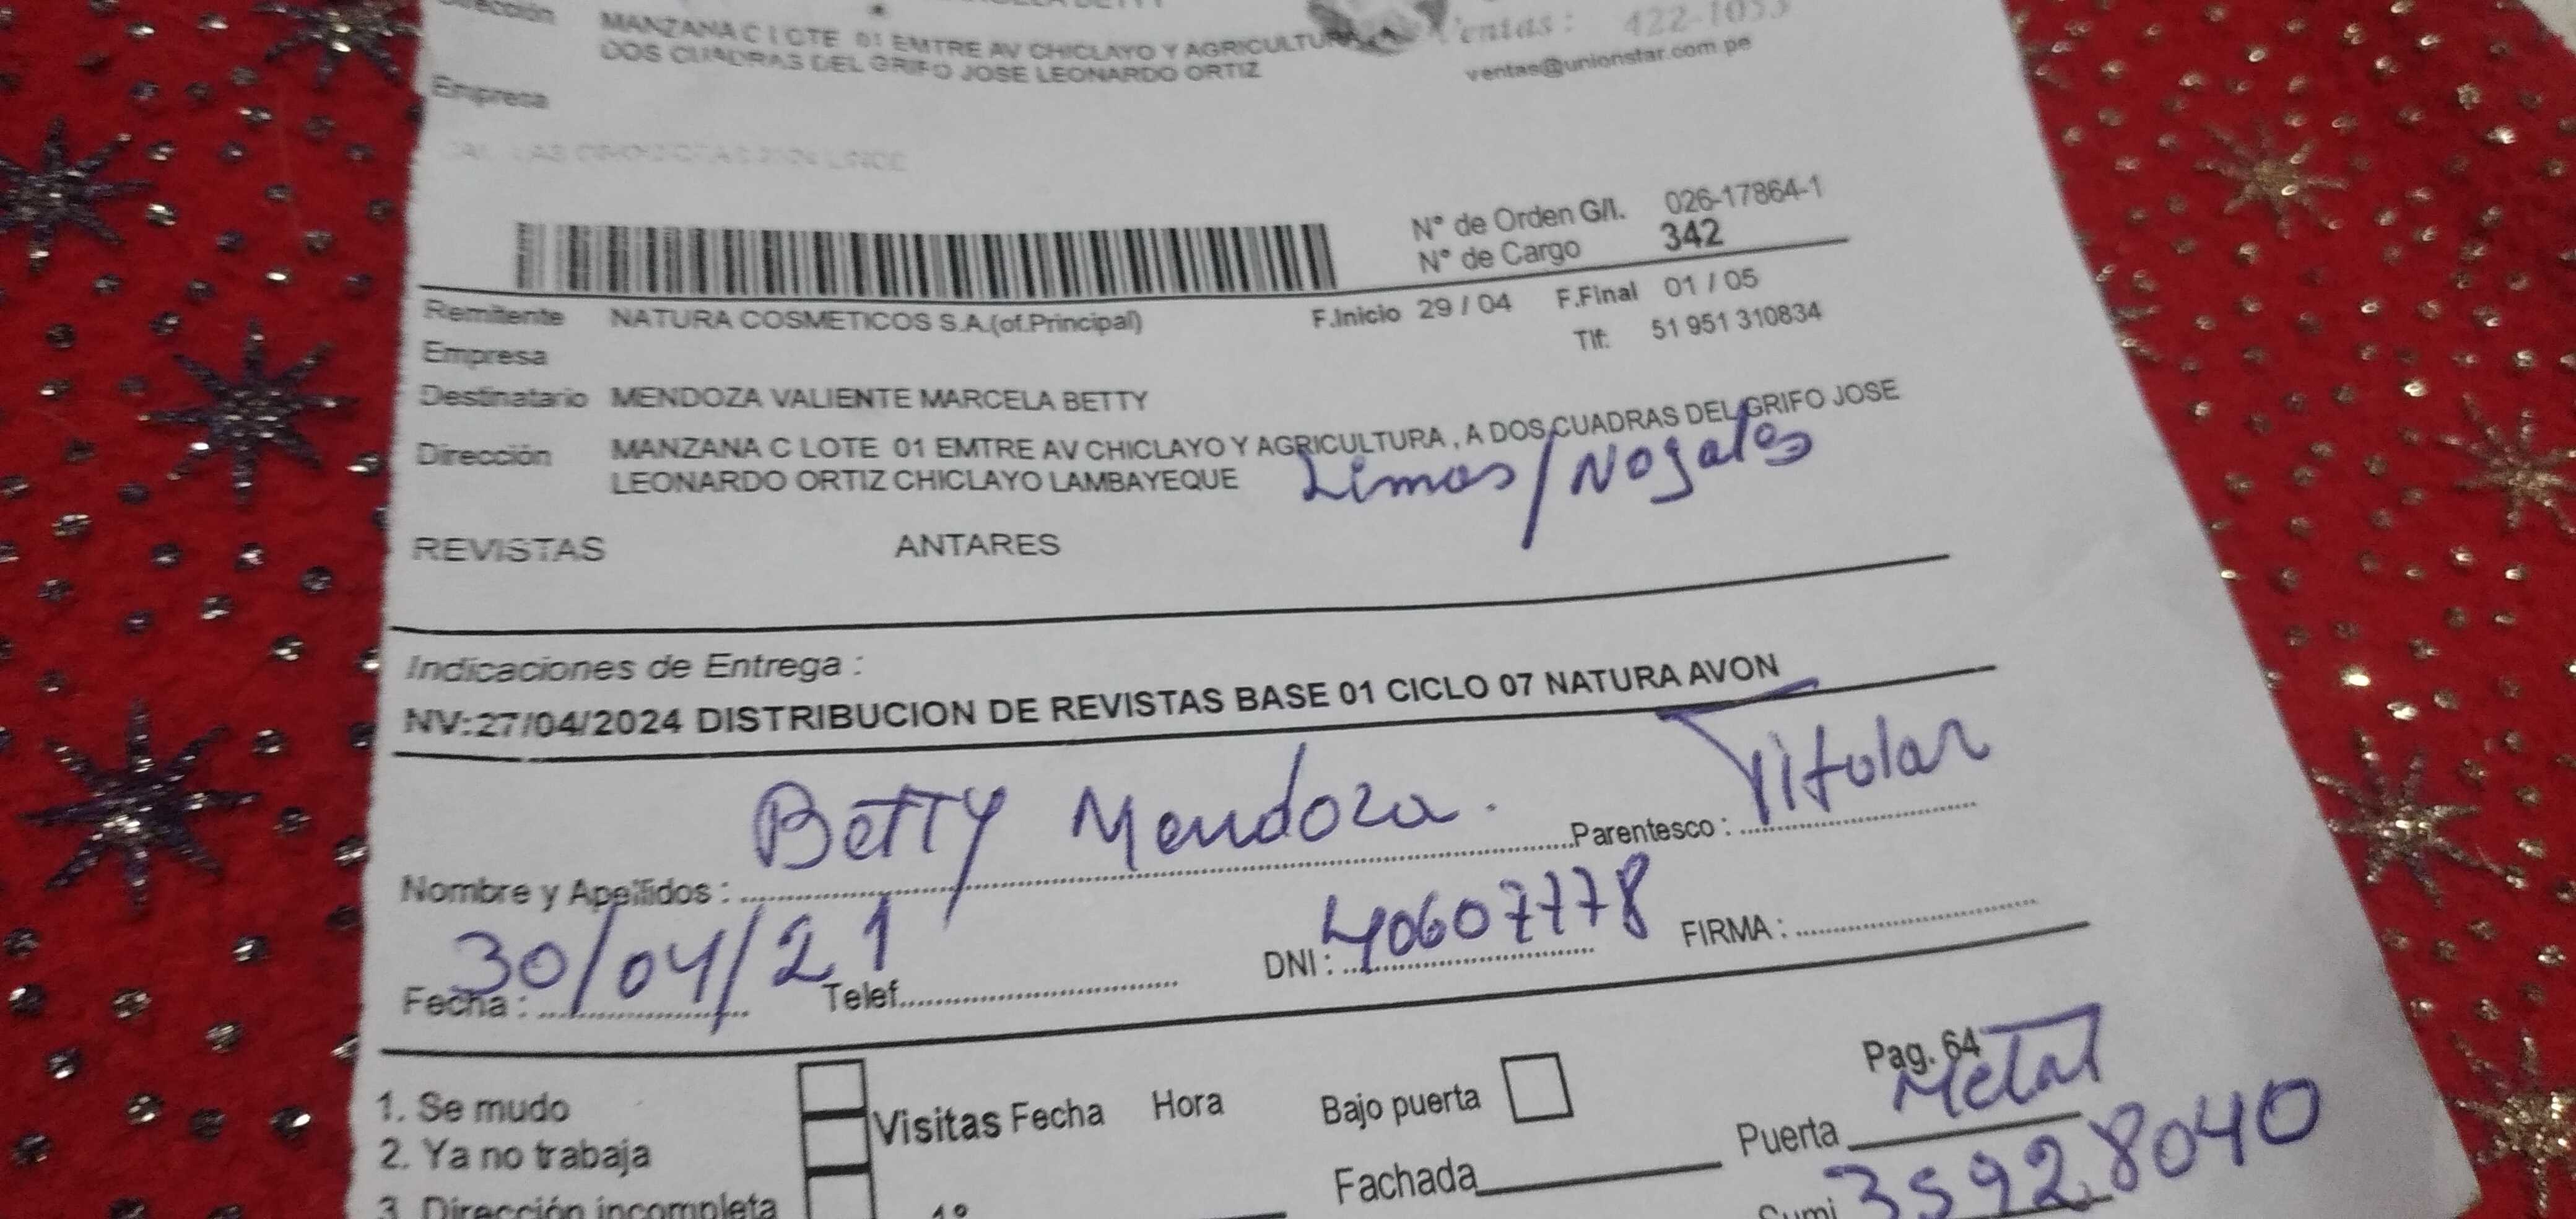 Dirección MANZANA C LOTE 01 EMTRE AV CHICLAYO Y AGRICULTURA
DOS CUADRAS DEL GRIFO JOSE LEONARDO ORTIZ
Ventas: 422-1053
ventas@unionstar.com.pe
Empresa
N° de Orden G/I. 026-17864-1
N° de Cargo 342
Remitente NATURA COSMETICOS S.A.(of.Principal) F.Inicio 29 / 04 F.Final 01 / 05
Empresa Tlf: 51 951 310834
Destinatario MENDOZA VALIENTE MARCELA BETTY
Dirección MANZANA C LOTE 01 EMTRE AV CHICLAYO Y AGRICULTURA , A DOS CUADRAS DEL GRIFO JOSE
LEONARDO ORTIZ CHICLAYO LAMBAYEQUE Limos/Nogales
REVISTAS ANTARES
Indicaciones de Entrega :
NV:27/04/2024 DISTRIBUCION DE REVISTAS BASE 01 CICLO 07 NATURA AVON
Nombre y Apellidos : Betty Mendoza. Parentesco : Titular
Fecha : 30/04/21 Telef. DNI : 40607778 FIRMA :
Pag. 64
1. Se mudo Visitas Fecha Hora Bajo puerta Puerta Metal
2. Ya no trabaja Fachada
3. Dirección incompleta 1° Sumi 35928040